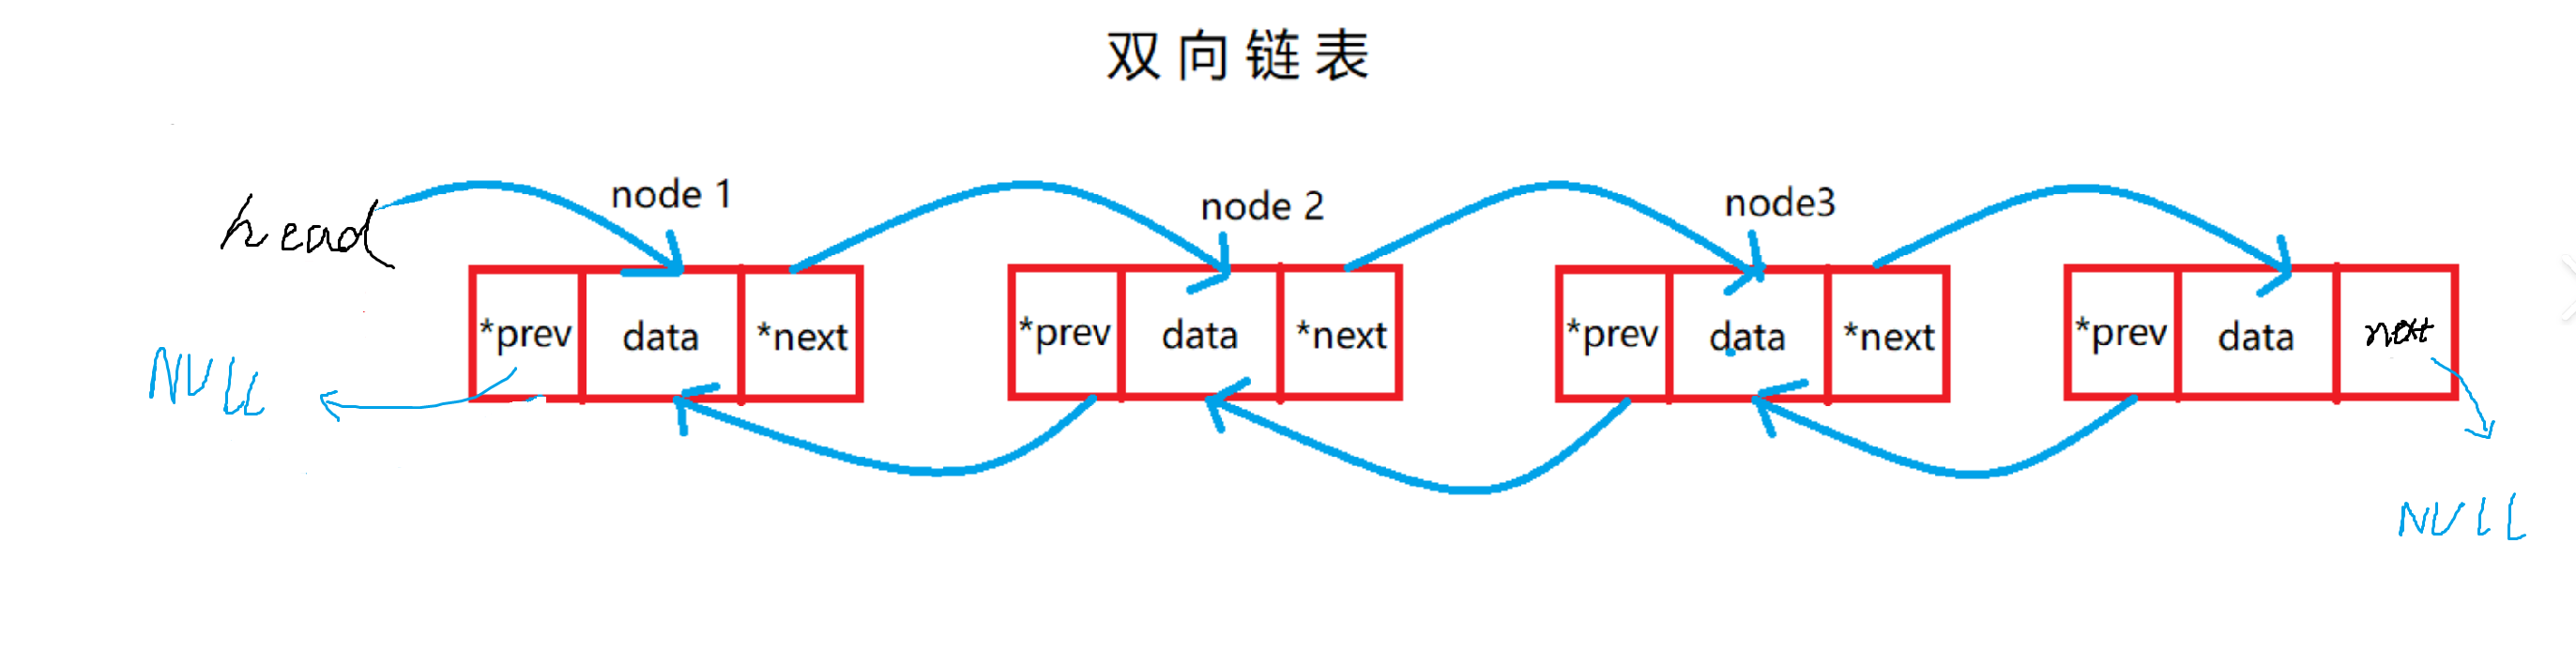 双向链表
head
node 1
node 2
node3
*prev data *next
*prev data *next
*prev data *next
*prev data next
NULL
NULL